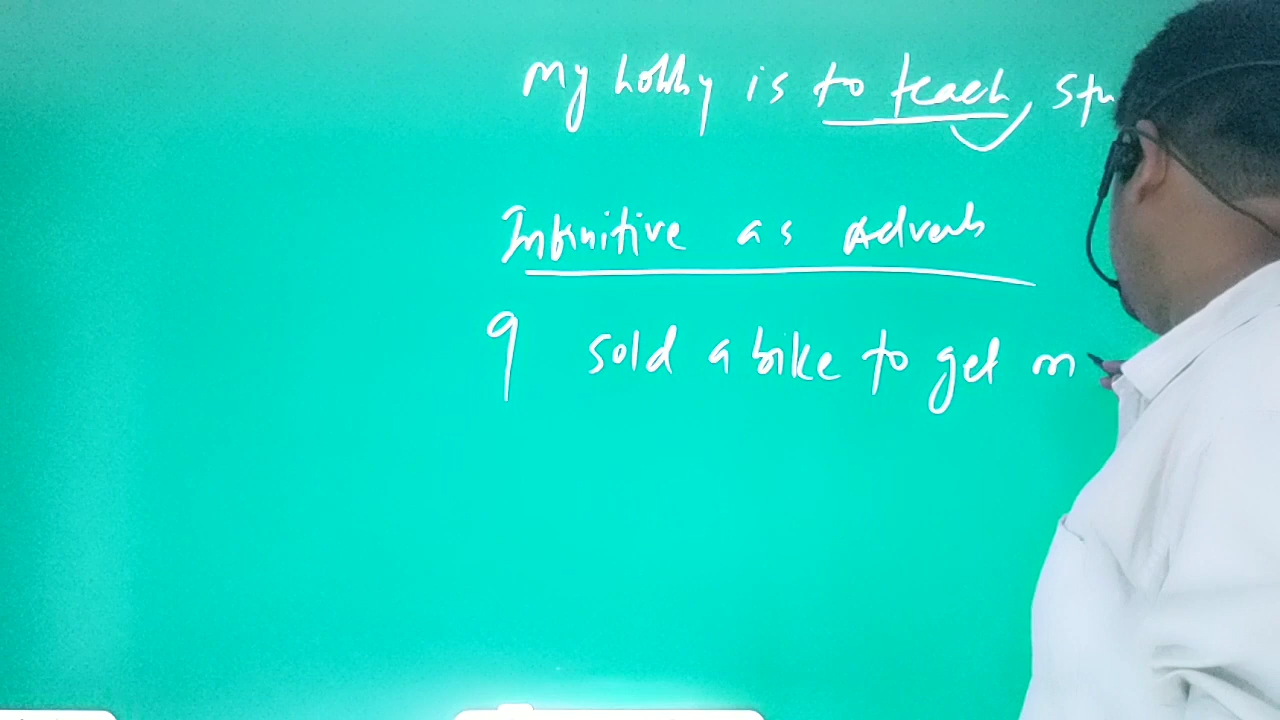 My hobby is to teach, stu
Infinitive as Adverb
I sold a bike to get m